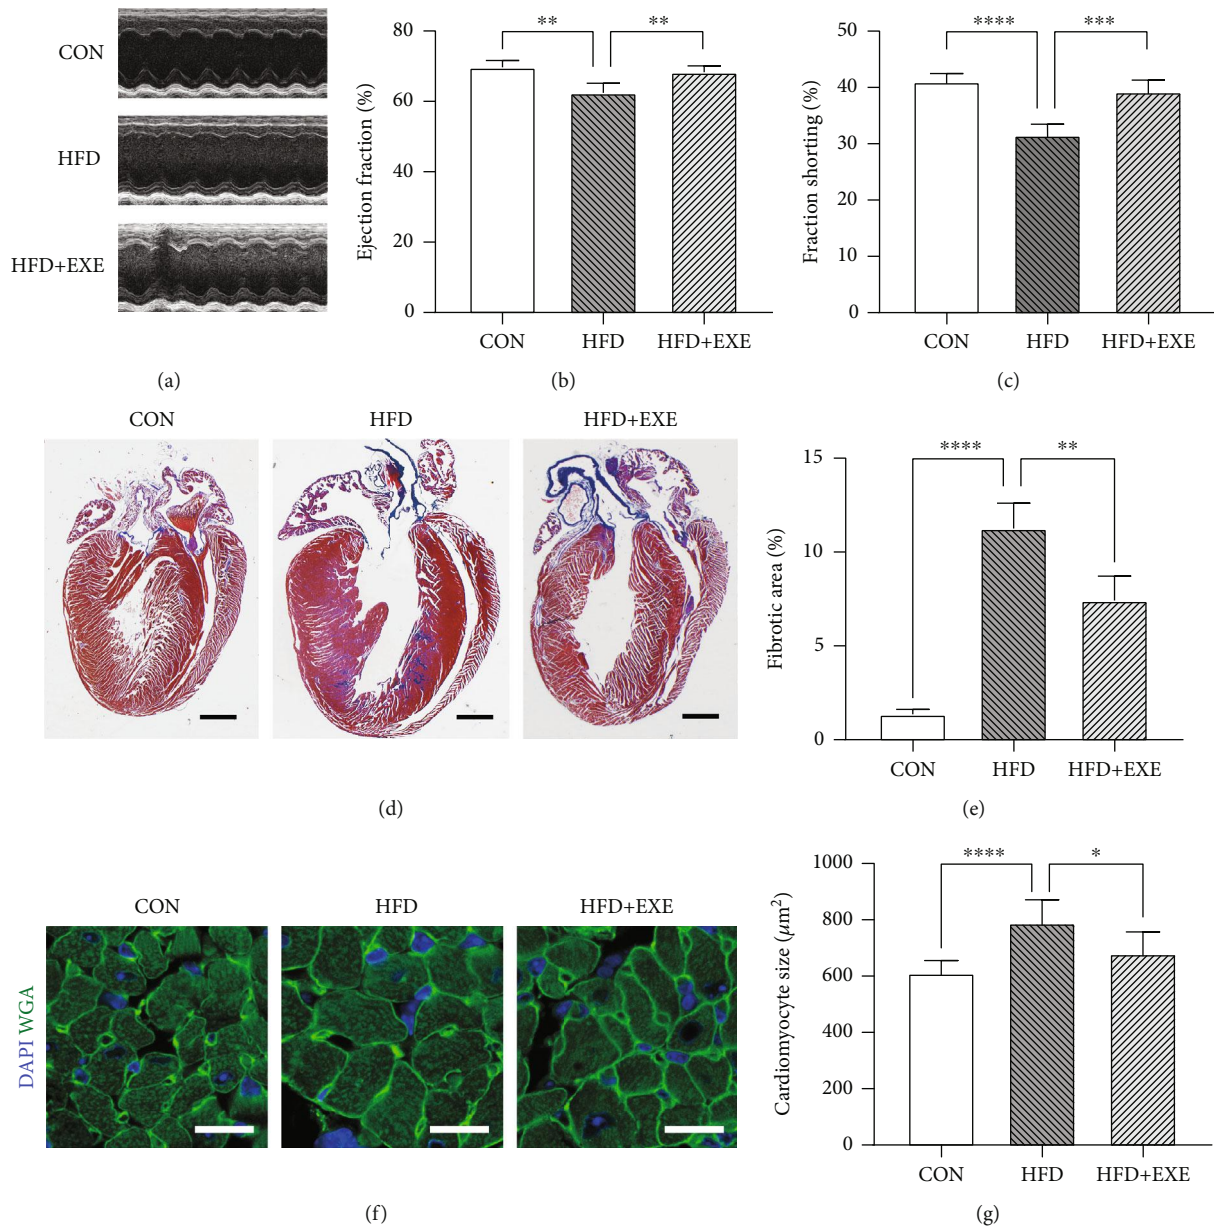 CON
HFD
HFD+EXE
(a)
Ejection fraction (%)
80
60
40
20
0
**
**
CON HFD HFD+EXE
(b)
Fraction shorting (%)
50
40
30
20
10
0
****
***
CON HFD HFD+EXE
(c)
CON HFD HFD+EXE
(d)
Fibrotic area (%)
15
10
5
0
****
**
CON HFD HFD+EXE
(e)
DAPI WGA
CON HFD HFD+EXE
(f)
Cardiomyocyte size (μm²)
1000
800
600
400
200
0
****
*
CON HFD HFD+EXE
(g)